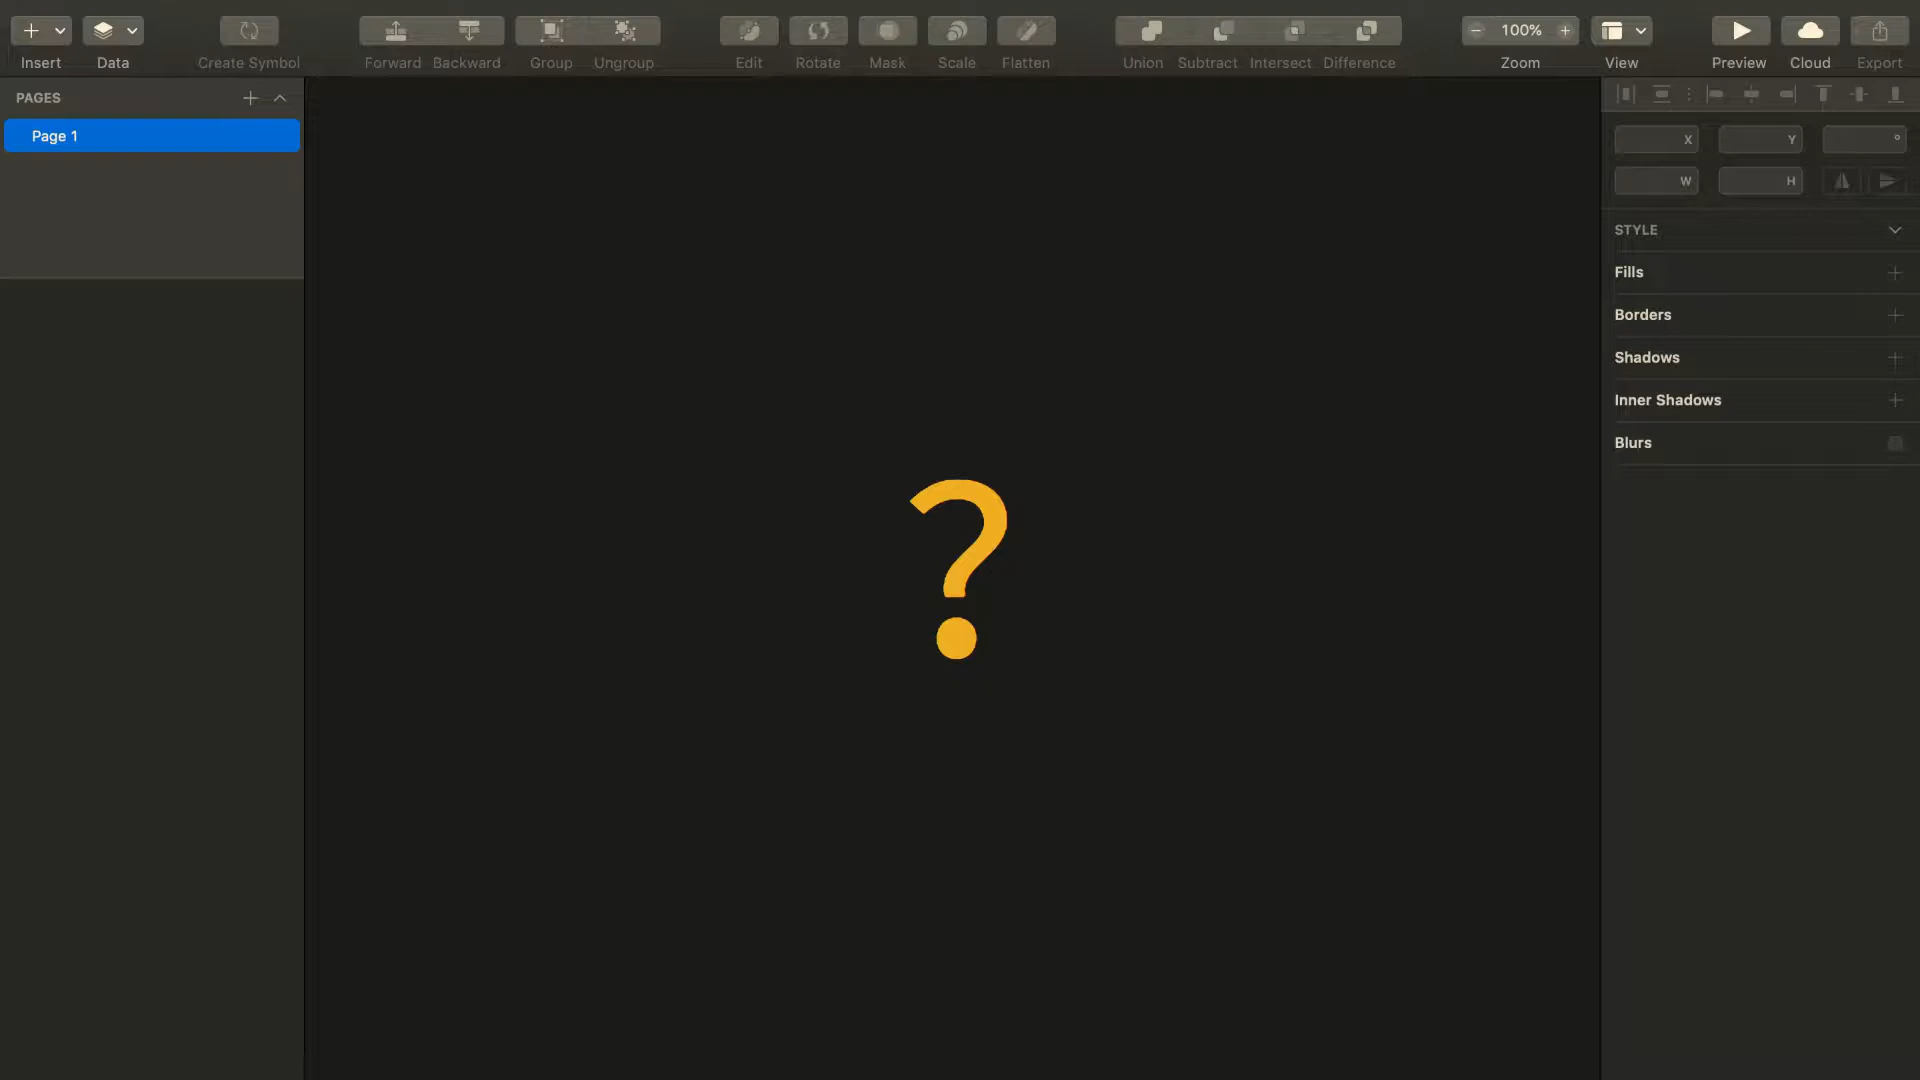 100%
Insert Data Create Symbol Forward Backward Group Ungroup Edit Rotate Mask Scale Flatten Union Subtract Intersect Difference Zoom View Preview Cloud Export
PAGES
Page 1
X Y °
W H
STYLE
Fills
Borders
Shadows
Inner Shadows
Blurs
?